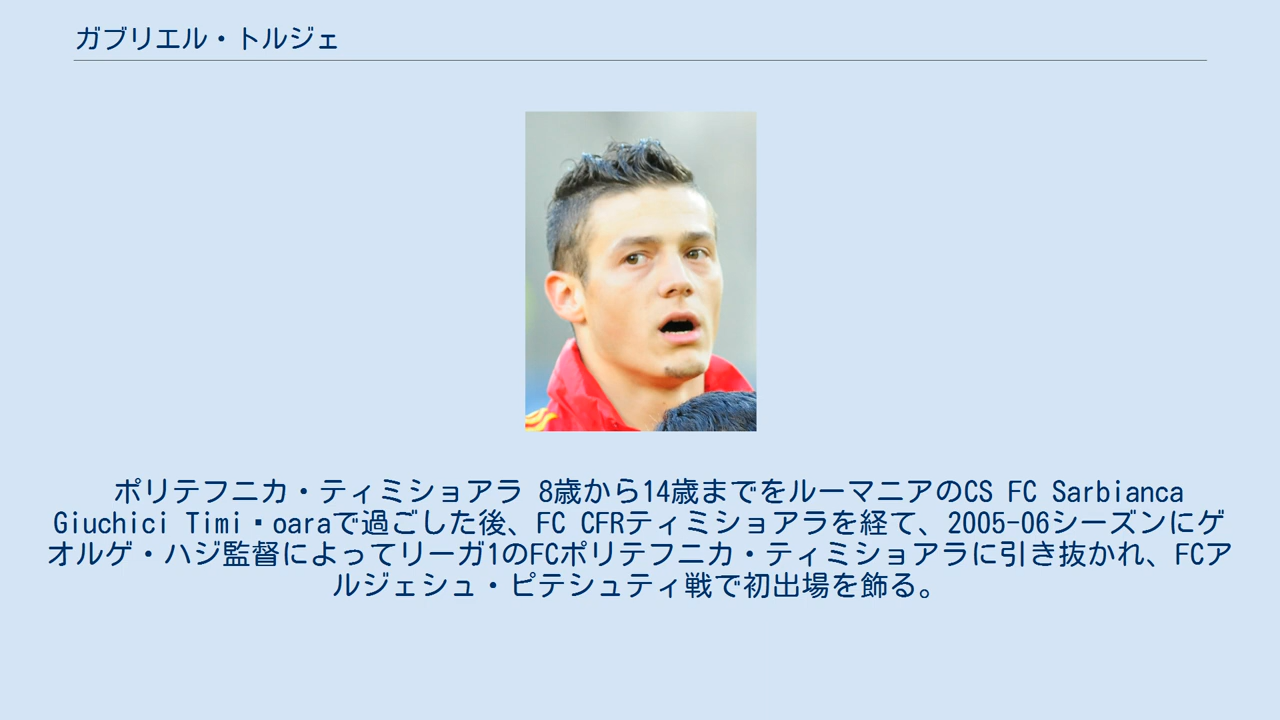 ガブリエル・トルジェ
ポリテフニカ・ティミショアラ 8歳から14歳までをルーマニアのCS FC Sarbianca
Giuchici Timi▪oaraで過ごした後、FC CFRティミショアラを経て、2005-06シーズンにゲ
オルゲ・ハジ監督によってリーガ1のFCポリテフニカ・ティミショアラに引き抜かれ、FCア
ルジェシュ・ピテシュティ戦で初出場を飾る。